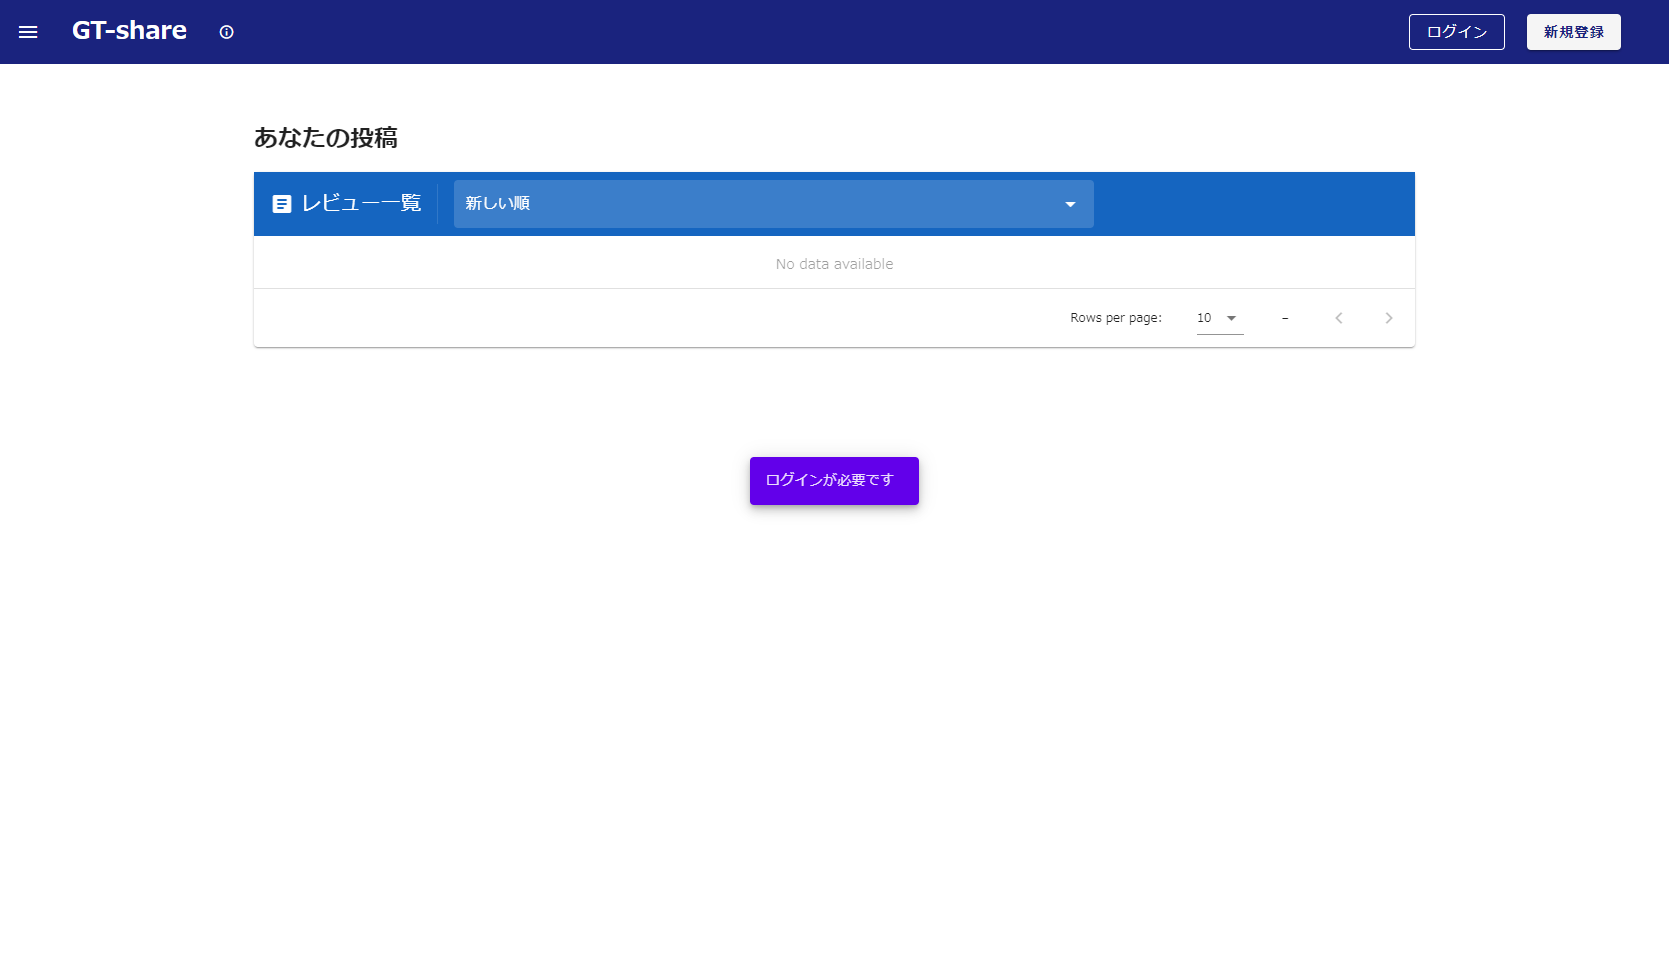 GT-share
ログイン
新規登録
あなたの投稿
レビュー一覧
新しい順
No data available
Rows per page:
10
–
ログインが必要です